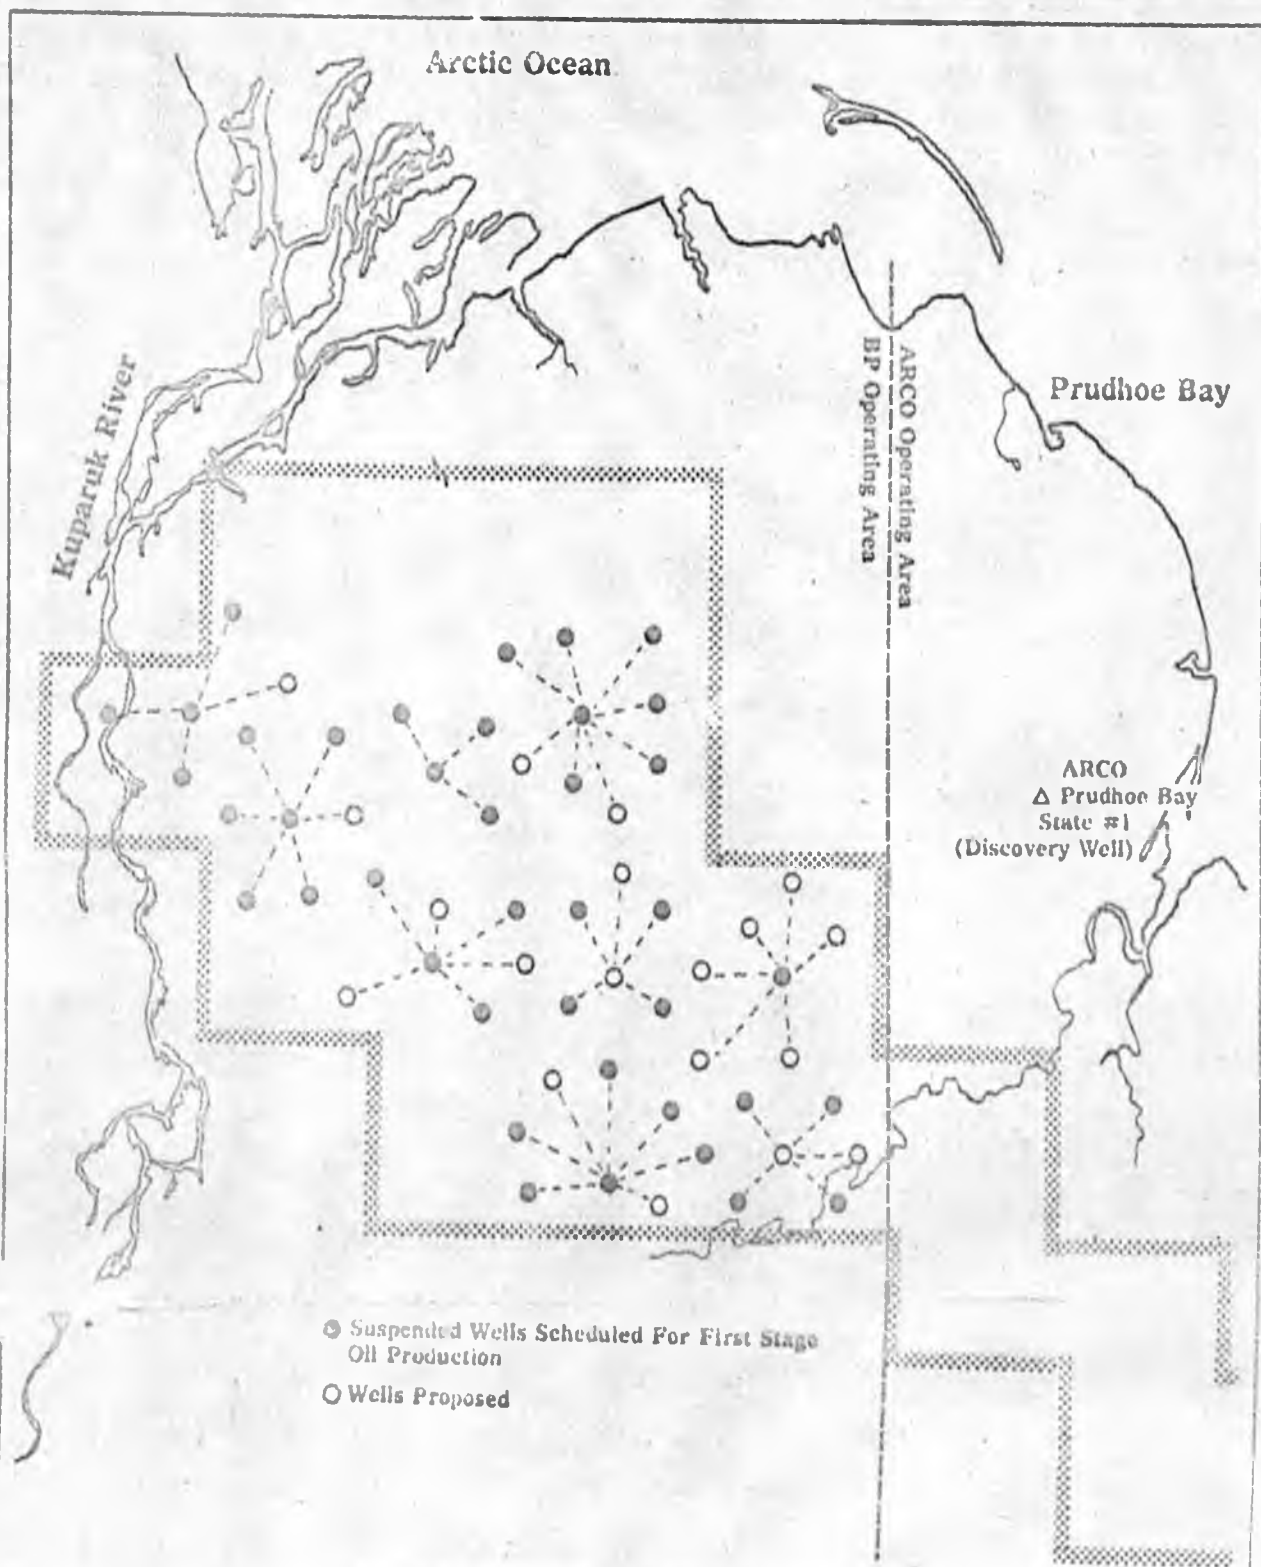 Arctic Ocean
Kuparuk River
ARCO Operating Area
BP Operating Area
Prudhoe Bay
ARCO
Δ Prudhoe Bay
State #1
(Discovery Well)
Suspended Wells Scheduled For First Stage
Oil Production
Wells Proposed